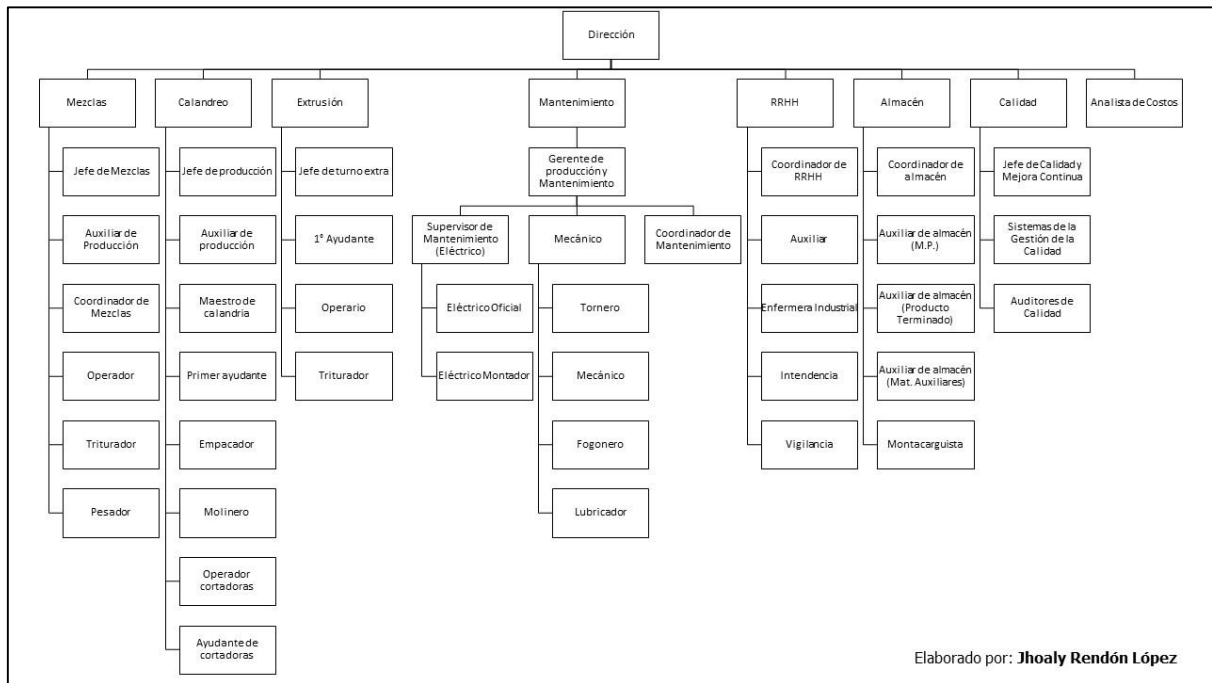 Dirección
Mezclas
Calandreo
Extrusión
Mantenimiento
RRHH
Almacén
Calidad
Analista de Costos
Jefe de Mezclas
Auxiliar de
Producción
Coordinador de
Mezclas
Operador
Triturador
Pesador
Jefe de producción
Auxiliar de
producción
Maestro de
calandria
Primer ayudante
Empacador
Molinero
Operador
cortadoras
Ayudante de
cortadoras
Jefe de turno extra
1° Ayudante
Operario
Triturador
Gerente de
producción y
Mantenimiento
Supervisor de
Mantenimiento
(Eléctrico)
Eléctrico Oficial
Eléctrico Montador
Mecánico
Tornero
Mecánico
Fogonero
Lubricador
Coordinador de
Mantenimiento
Coordinador de
RRHH
Auxiliar
Enfermera Industrial
Intendencia
Vigilancia
Coordinador de
almacén
Auxiliar de almacén
(M.P.)
Auxiliar de almacén
(Producto
Terminado)
Auxiliar de almacén
(Mat. Auxiliares)
Montacarguista
Jefe de Calidad y
Mejora Continua
Sistemas de la
Gestión de la
Calidad
Auditores de
Calidad
Elaborado por: Jhoaly Rendón López